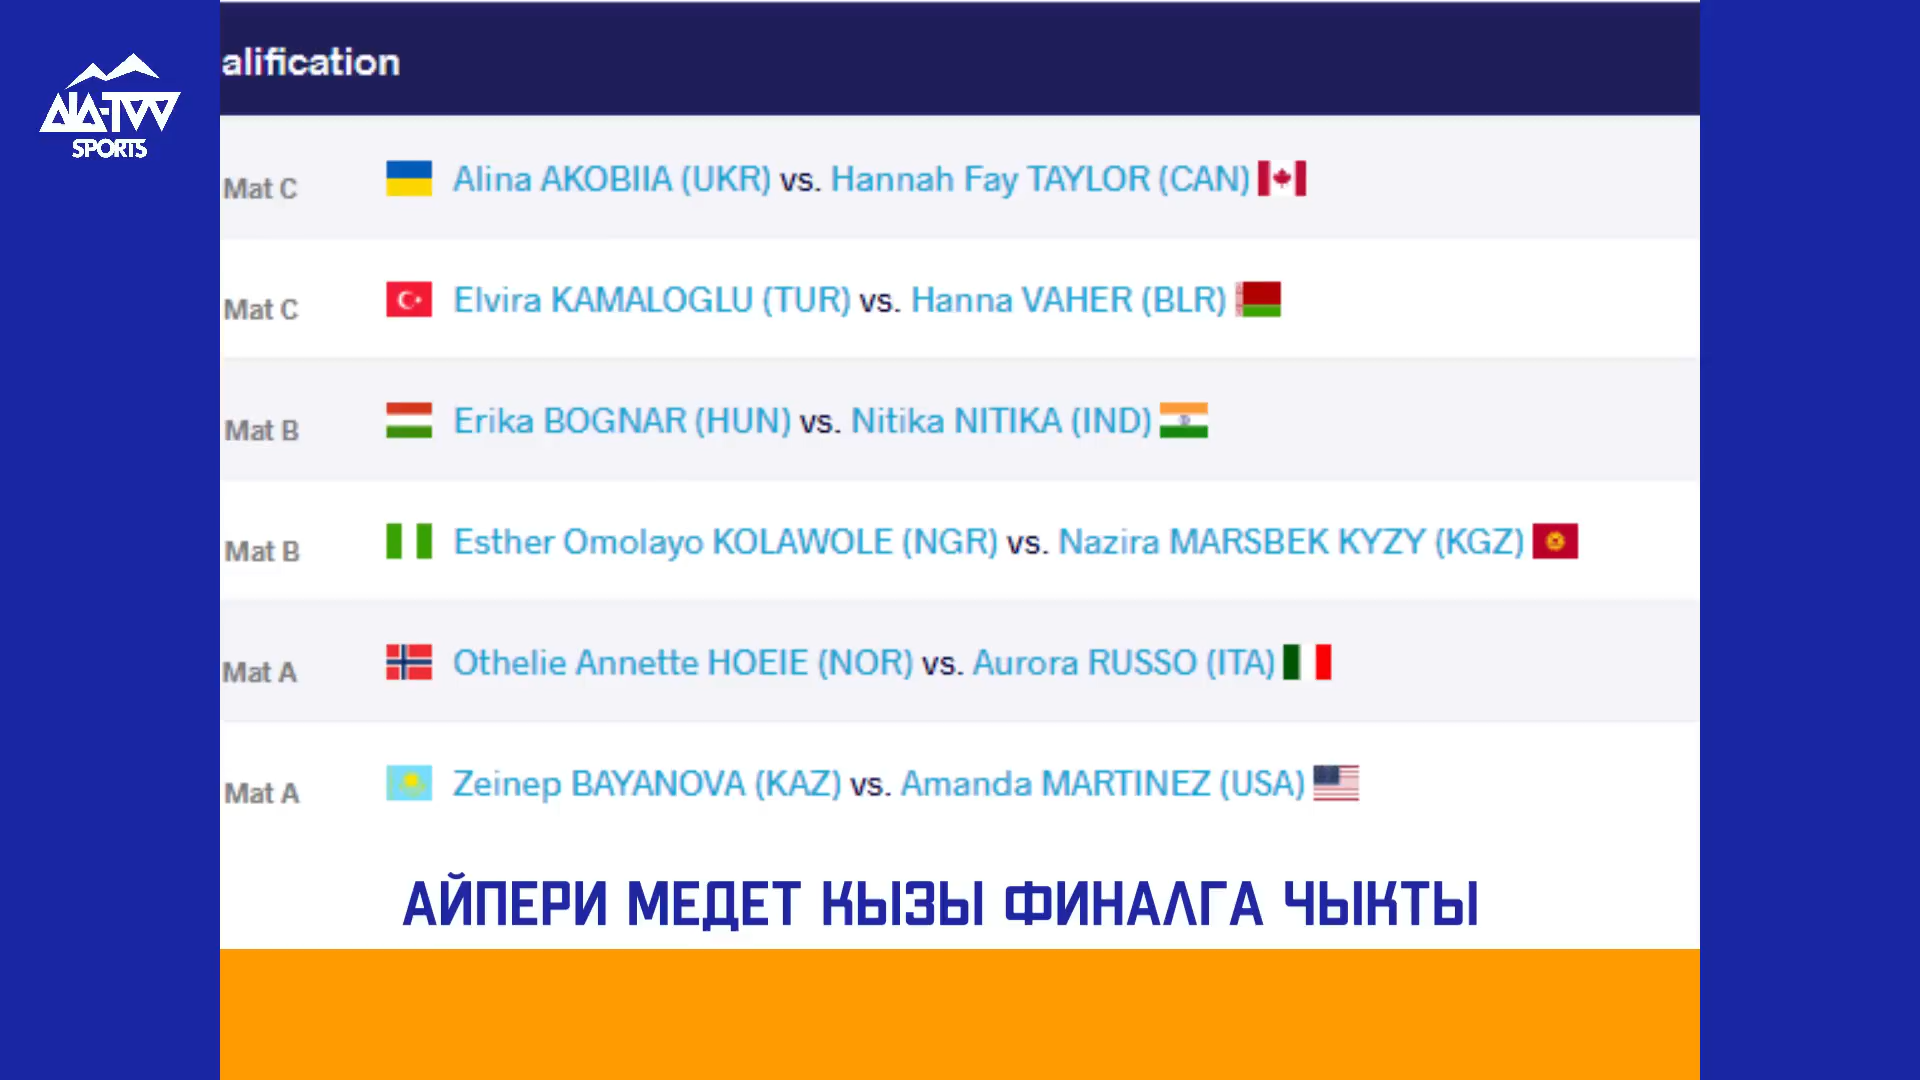 ALA-TOO
SPORTS
alification
Mat C Alina AKOBIIA (UKR) vs. Hannah Fay TAYLOR (CAN)
Mat C Elvira KAMALOGLU (TUR) vs. Hanna VAHER (BLR)
Mat B Erika BOGNAR (HUN) vs. Nitika NITIKA (IND)
Mat B Esther Omolayo KOLAWOLE (NGR) vs. Nazira MARSBEK KYZY (KGZ)
Mat A Othelie Annette HOEIE (NOR) vs. Aurora RUSSO (ITA)
Mat A Zeinep BAYANOVA (KAZ) vs. Amanda MARTINEZ (USA)
АЙПЕРИ МЕДЕТ КЫЗЫ ФИНАЛГА ЧЫКТЫ